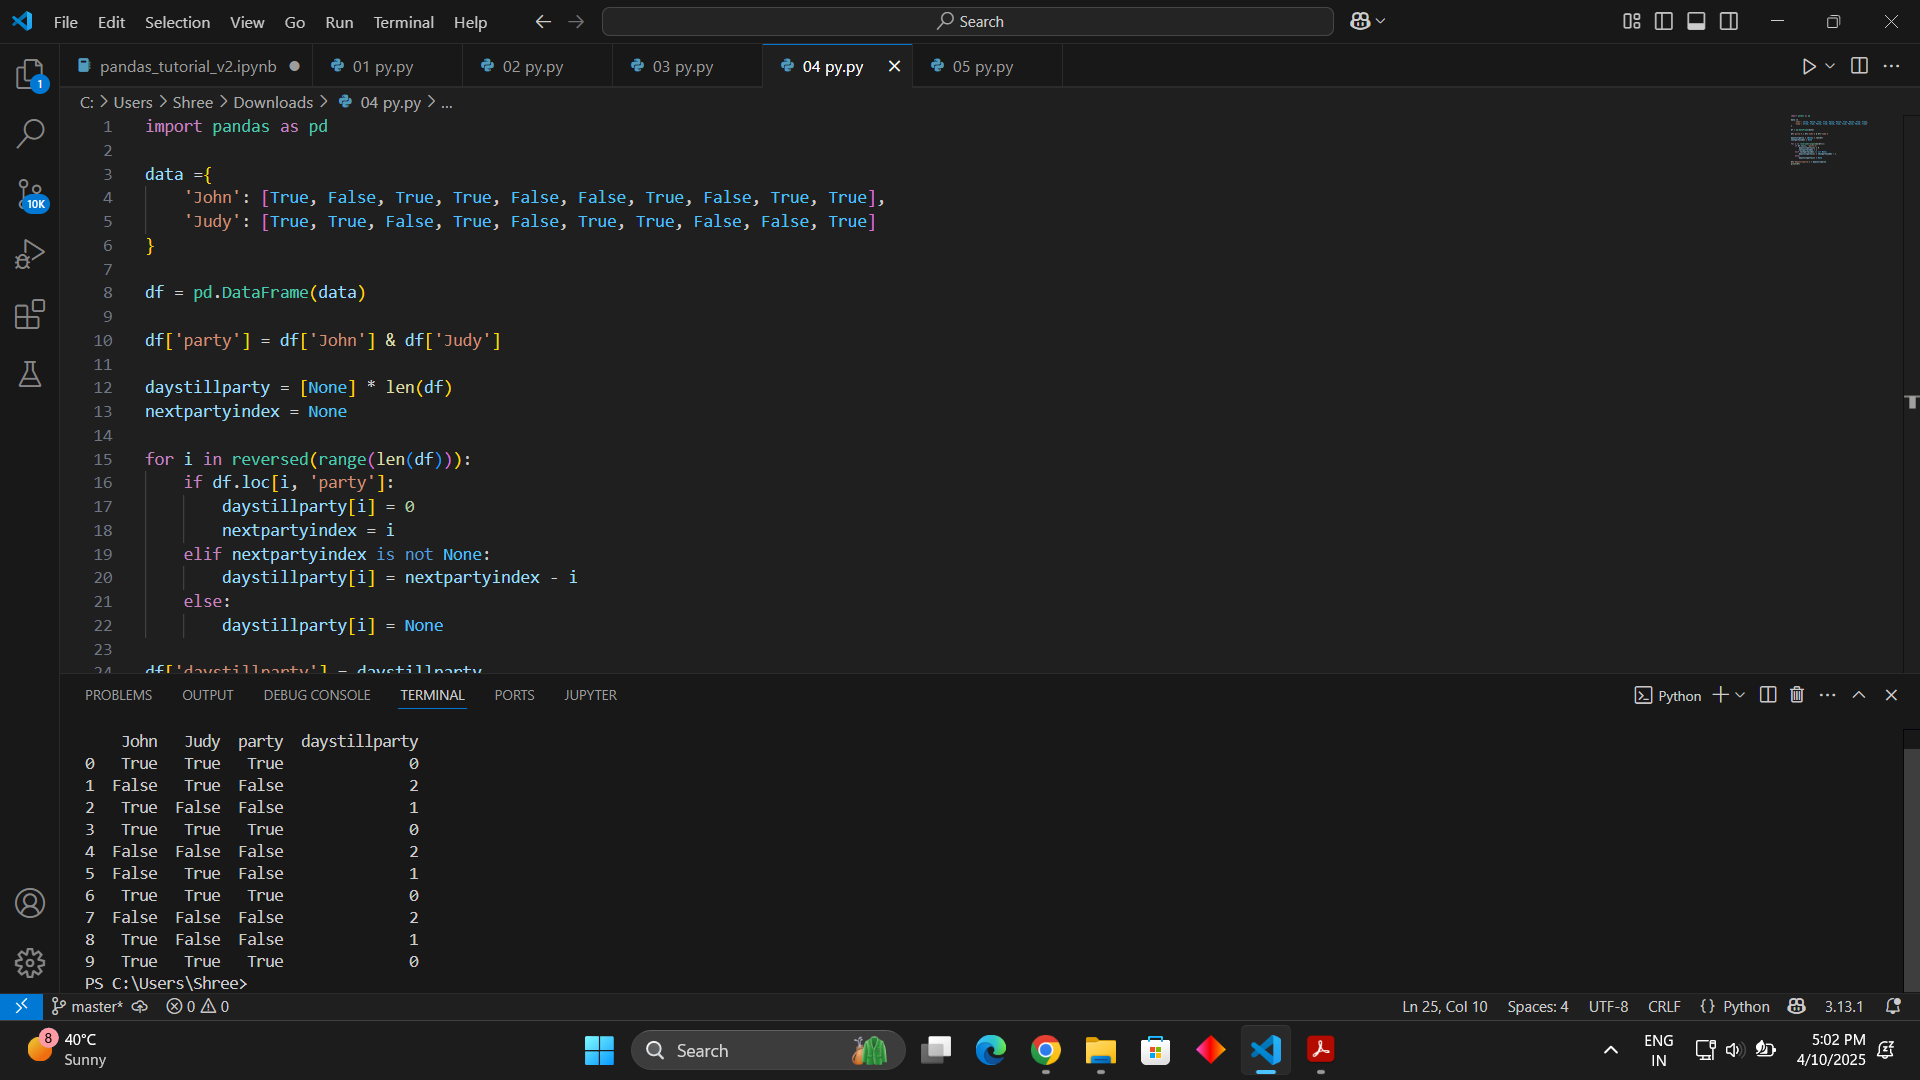 File Edit Selection View Go Run Terminal Help Search
pandas_tutorial_v2.ipynb 01 py.py 02 py.py 03 py.py 04 py.py 05 py.py
1
C: > Users > Shree > Downloads > 04 py.py > ...
1 import pandas as pd
2
3 data ={
4     'John': [True, False, True, True, False, False, True, False, True, True],
5     'Judy': [True, True, False, True, False, True, True, False, False, True]
6 }
7
8 df = pd.DataFrame(data)
9
10 df['party'] = df['John'] & df['Judy']
11
12 daystillparty = [None] * len(df)
13 nextpartyindex = None
14
15 for i in reversed(range(len(df))):
16     if df.loc[i, 'party']:
17         daystillparty[i] = 0
18         nextpartyindex = i
19     elif nextpartyindex is not None:
20         daystillparty[i] = nextpartyindex - i
21     else:
22         daystillparty[i] = None
23
24 df['daystillparty'] = daystillparty
10K
PROBLEMS OUTPUT DEBUG CONSOLE TERMINAL PORTS JUPYTER Python
John Judy party daystillparty
0 True True True 0
1 False True False 2
2 True False False 1
3 True True True 0
4 False False False 2
5 False True False 1
6 True True True 0
7 False False False 2
8 True False False 1
9 True True True 0
PS C:\Users\Shree>
master* 0 0 Ln 25, Col 10 Spaces: 4 UTF-8 CRLF {} Python 3.13.1
8 40°C
Sunny
Search
ENG
IN
5:02 PM
4/10/2025